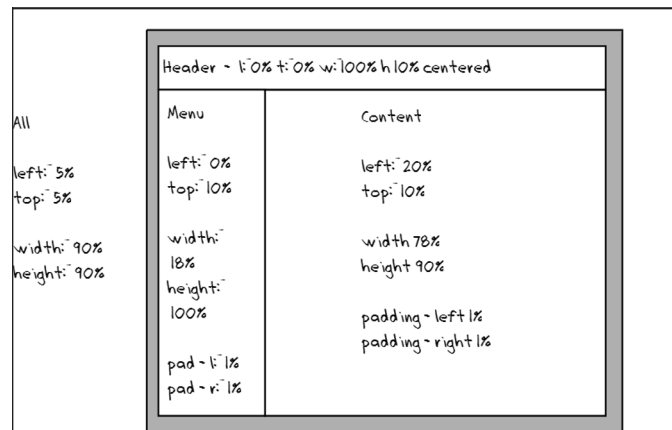 Header - l: 0% t: 0% w: 100% h 10% centered
All
left: 5%
top: 5%
width: 90%
height: 90%
Menu
left: 0%
top: 10%
width:
18%
height:
100%
pad - l: 1%
pad - r: 1%
Content
left: 20%
top: 10%
width 78%
height 90%
padding - left 1%
padding - right 1%